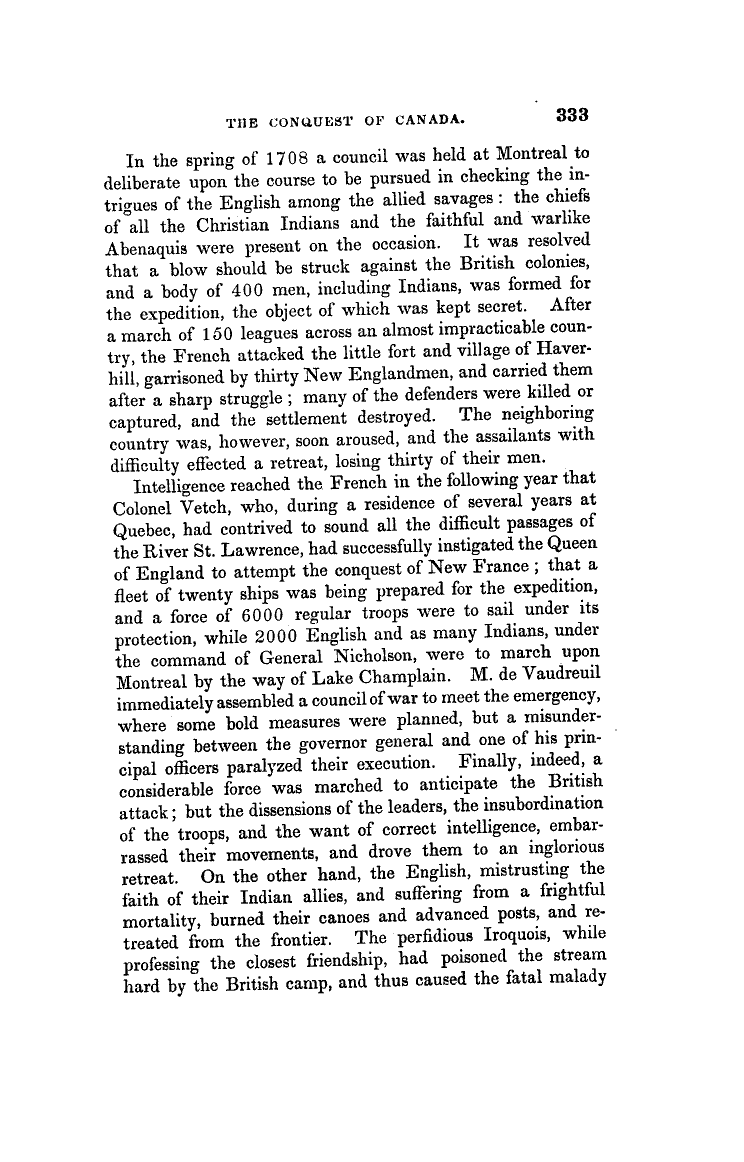 THE CONQUEST OF CANADA. 333
In the spring of 1708 a council was held at Montreal to
deliberate upon the course to be pursued in checking the in-
trigues of the English among the allied savages : the chiefs
of all the Christian Indians and the faithful and warlike
Abenaquis were present on the occasion. It was resolved
that a blow should be struck against the British colonies,
and a body of 400 men, including Indians, was formed for
the expedition, the object of which was kept secret. After
a march of 150 leagues across an almost impracticable coun-
try, the French attacked the little fort and village of Haver-
hill, garrisoned by thirty New Englandmen, and carried them
after a sharp struggle ; many of the defenders were killed or
captured, and the settlement destroyed. The neighboring
country was, however, soon aroused, and the assailants with
difficulty effected a retreat, losing thirty of their men.
Intelligence reached the French in the following year that
Colonel Vetch, who, during a residence of several years at
Quebec, had contrived to sound all the difficult passages of
the River St. Lawrence, had successfully instigated the Queen
of England to attempt the conquest of New France ; that a
fleet of twenty ships was being prepared for the expedition,
and a force of 6000 regular troops were to sail under its
protection, while 2000 English and as many Indians, under
the command of General Nicholson, were to march upon
Montreal by the way of Lake Champlain. M. de Vaudreuil
immediately assembled a council of war to meet the emergency,
where some bold measures were planned, but a misunder-
standing between the governor general and one of his prin-
cipal officers paralyzed their execution. Finally, indeed, a
considerable force was marched to anticipate the British
attack ; but the dissensions of the leaders, the insubordination
of the troops, and the want of correct intelligence, embar-
rassed their movements, and drove them to an inglorious
retreat. On the other hand, the English, mistrusting the
faith of their Indian allies, and suffering from a frightful
mortality, burned their canoes and advanced posts, and re-
treated from the frontier. The perfidious Iroquois, while
professing the closest friendship, had poisoned the stream
hard by the British camp, and thus caused the fatal malady